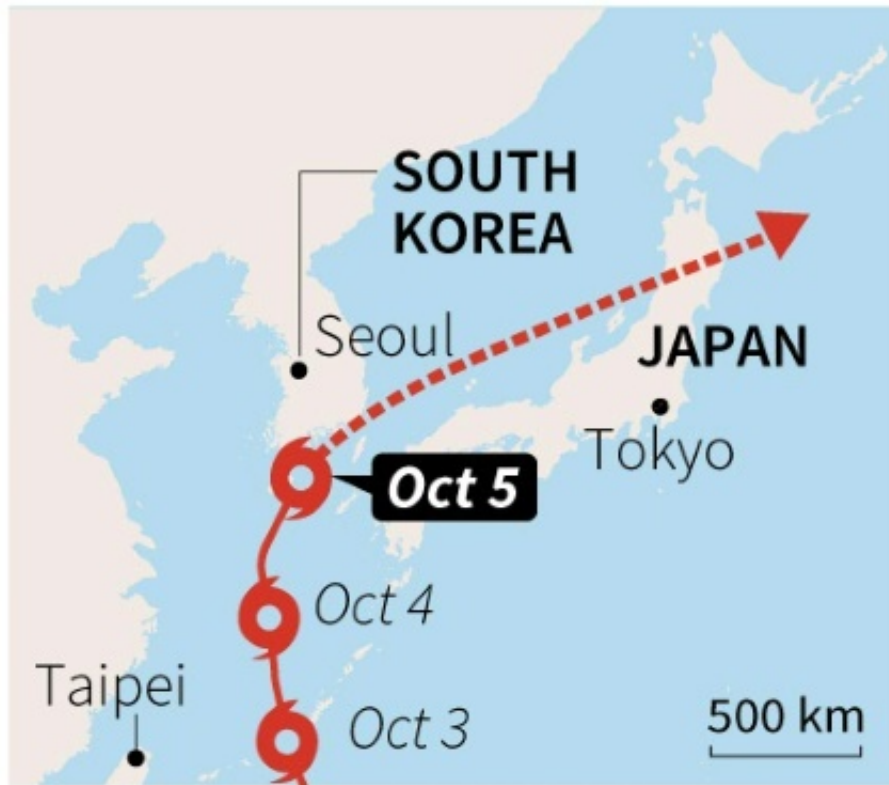 SOUTH
KOREA
Seoul
JAPAN
Tokyo
Oct 5
Oct 4
Taipei
Oct 3
500 km